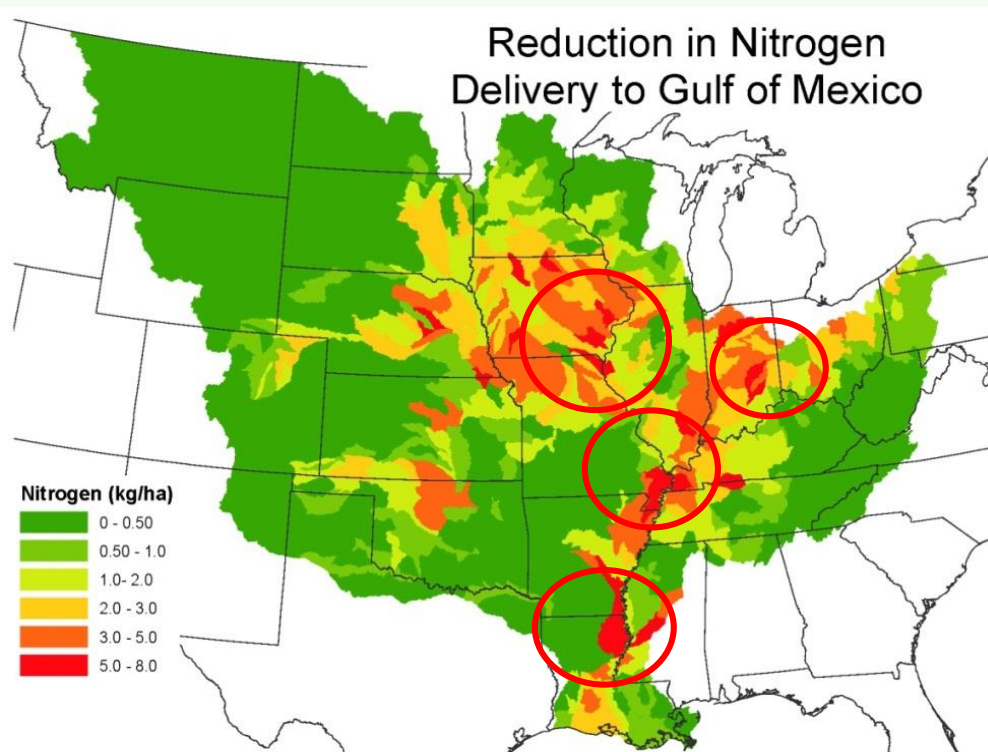 Reduction in Nitrogen
Delivery to Gulf of Mexico
Nitrogen (kg/ha)
0 - 0.50
0.50 - 1.0
1.0- 2.0
2.0 - 3.0
3.0 - 5.0
5.0 - 8.0